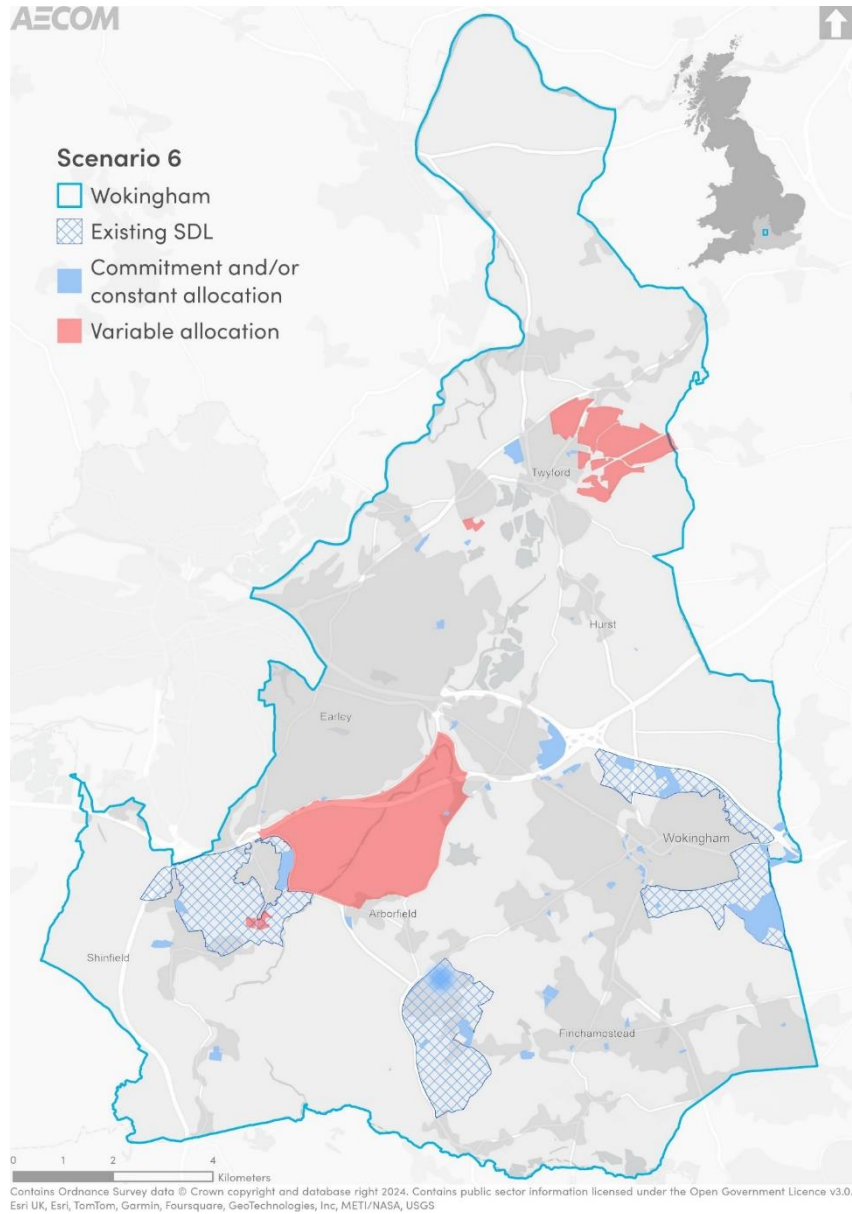 AECOM
Scenario 6
Wokingham
Existing SDL
Commitment and/or
constant allocation
Variable allocation
Twyford
Hurst
Earley
Wokingham
Arborfield
Shinfield
Finchampstead
0 1 2 4
Kilometers
Contains Ordnance Survey data © Crown copyright and database right 2024. Contains public sector information licensed under the Open Government Licence v3.0.
Esri UK, Esri, TomTom, Garmin, Foursquare, GeoTechnologies, Inc, METI/NASA, USGS